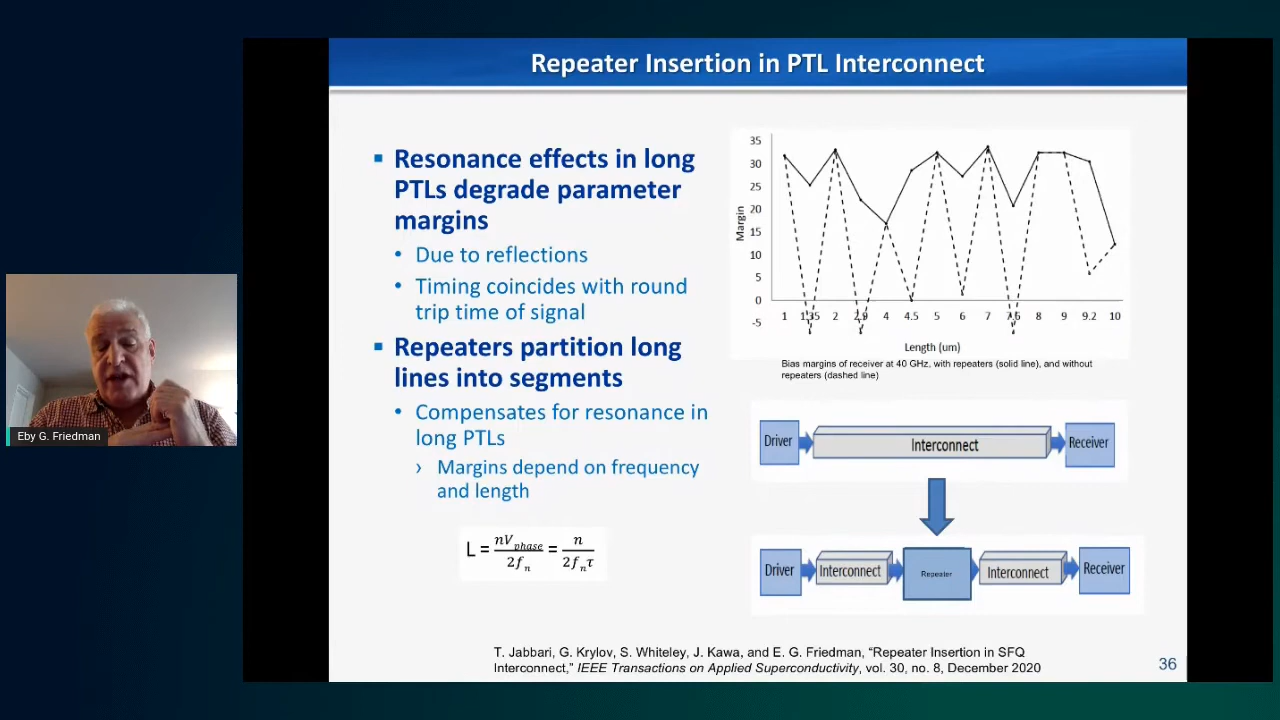 Repeater Insertion in PTL Interconnect
Resonance effects in long
PTLs degrade parameter
margins
Due to reflections
Timing coincides with round
trip time of signal
Repeaters partition long
lines into segments
Compensates for resonance in
long PTLs
Margins depend on frequency
and length
L = nV_phase / 2f_n = n / 2f_nτ
35
30
25
20
15
10
5
0
-5
Margin
1 1.35 2 2.9 4 4.5 5 6 7 7.5 8 9 9.2 10
Length (um)
Bias margins of receiver at 40 GHz, with repeaters (solid line), and without
repeaters (dashed line)
Driver Interconnect Receiver
Driver Interconnect Repeater Interconnect Receiver
T. Jabbari, G. Krylov, S. Whiteley, J. Kawa, and E. G. Friedman, “Repeater Insertion in SFQ
Interconnect,” IEEE Transactions on Applied Superconductivity, vol. 30, no. 8, December 2020
36
Eby G. Friedman